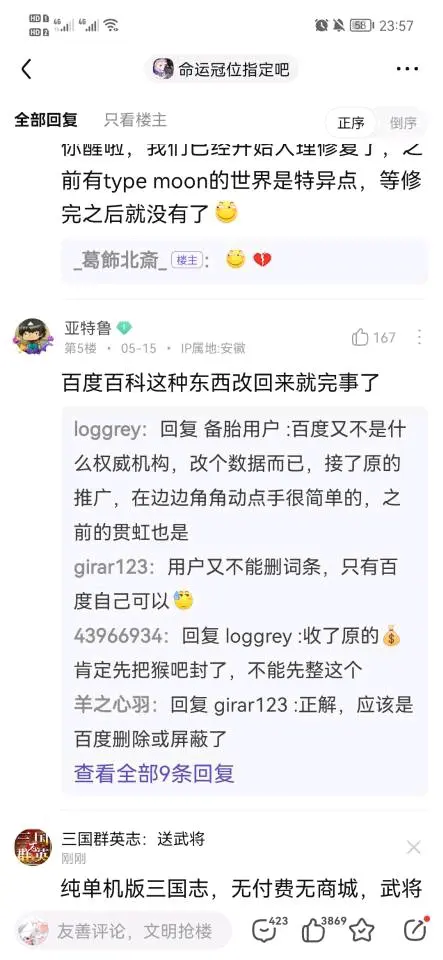 HD 1 4G 4G
HD 2
58 23:57
命运冠位指定吧
全部回复 只看楼主 正序 倒序
你醒啦，我们已经开始人理修复了，之
前有type moon的世界是特异点，等修
完之后就没有了
_葛飾北斎_ 楼主 :
亚特鲁
第5楼 · 05-15 · IP属地:安徽
167
百度百科这种东西改回来就完事了
loggrey: 回复 备胎用户 :百度又不是什
么权威机构，改个数据而已，接了原的
推广，在边边角角动点手很简单的，之
前的贯虹也是
girar123: 用户又不能删词条，只有百
度自己可以
43966934: 回复 loggrey :收了原的💰
肯定先把猴吧封了，不能先整这个
羊之心羽: 回复 girar123 :正解，应该是
百度删除或屏蔽了
查看全部9条回复
三国群英
三国群英志：送武将
刚刚
纯单机版三国志，无付费无商城，武将
友善评论，文明抢楼 423 3869